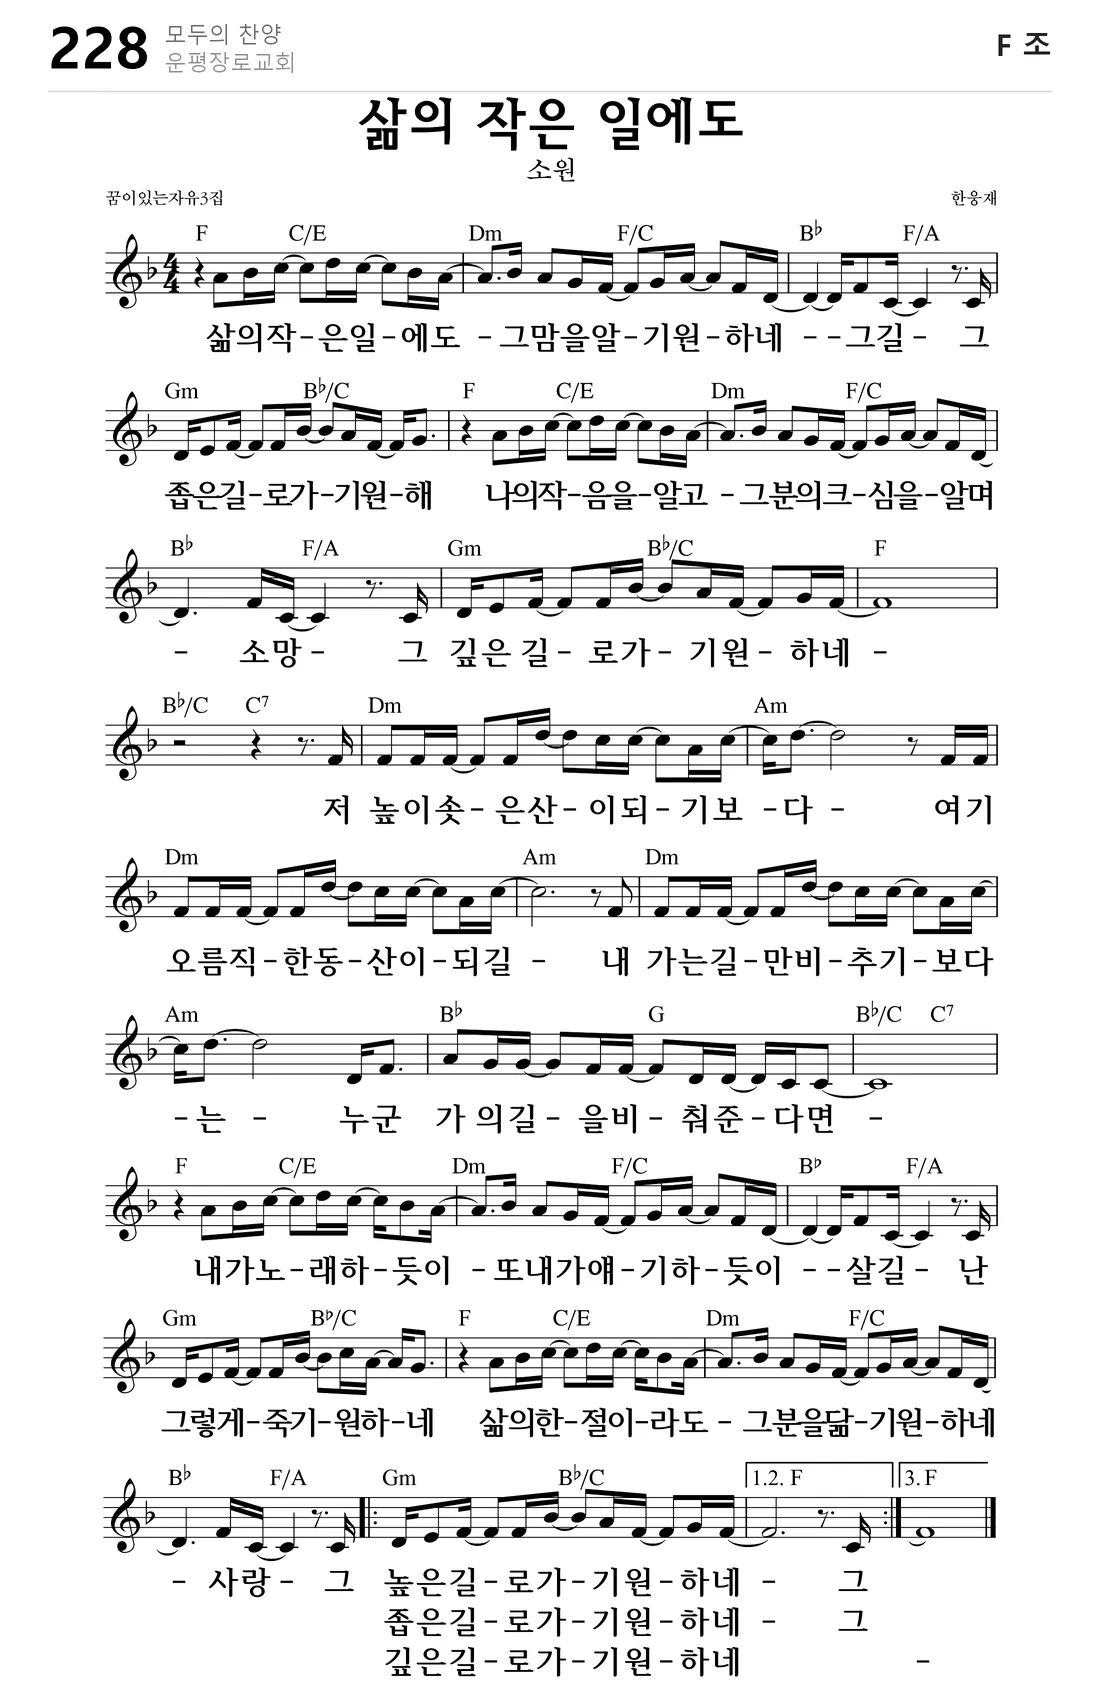 228 모두의 찬양
운평장로교회
F 조
삶의 작은 일에도
소원
꿈이있는자유3집 한웅재
F C/E Dm F/C B♭ F/A
삶의작-은일-에도 -그맘을알-기원-하네 --그길- 그
Gm B♭/C F C/E Dm F/C
좁은길-로가-기원-해 나의작-음을-알고 -그분의크-심을-알며
B♭ F/A Gm B♭/C F
- 소망- 그 깊은 길- 로가- 기원- 하네 -
B♭/C C7 Dm Am
저 높이솟-은산-이되-기보 -다- 여기
Dm Am Dm
오름직-한동-산이-되길 - 내 가는길-만비-추기-보다
Am B♭ G B♭/C C7
-는 - 누군 가 의길- 을비- 춰준-다면 -
F C/E Dm F/C B♭ F/A
내가노-래하-듯이 -또내가얘-기하-듯이 --살길- 난
Gm B♭/C F C/E Dm F/C
그렇게-죽기-원하-네 삶의한-절이-라도 -그분을닮-기원-하네
B♭ F/A Gm B♭/C 1.2. F 3. F
- 사랑- 그 높은길-로가-기원-하네 - 그
좁은길-로가-기원-하네 - 그
깊은길-로가-기원-하네 -